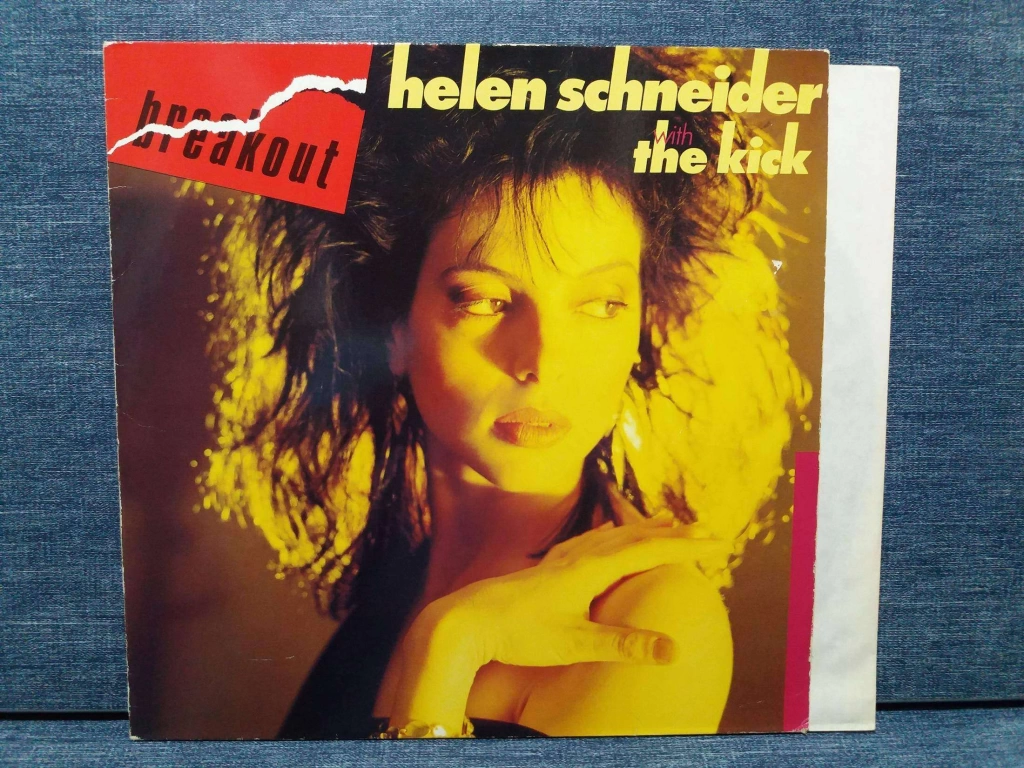 breakout
helen schneider
with
the kick